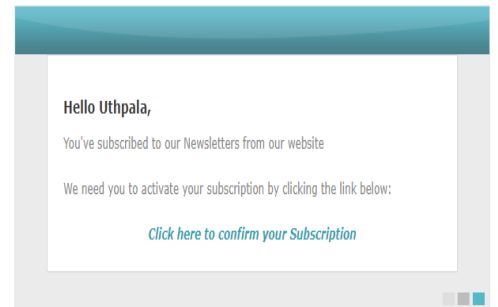 Hello Uthpala,
You've subscribed to our Newsletters from our website
We need you to activate your subscription by clicking the link below:
Click here to confirm your Subscription